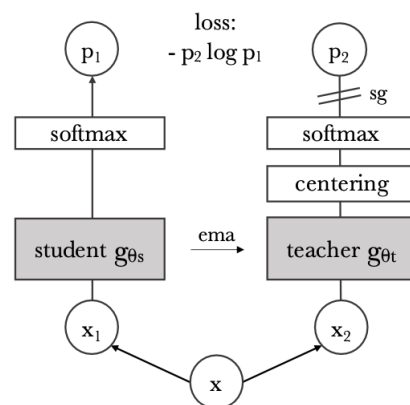 loss:
- p₂ log p₁
p₁
p₂
sg
softmax
softmax
centering
student gθs
ema
teacher gθt
x₁
x₂
x